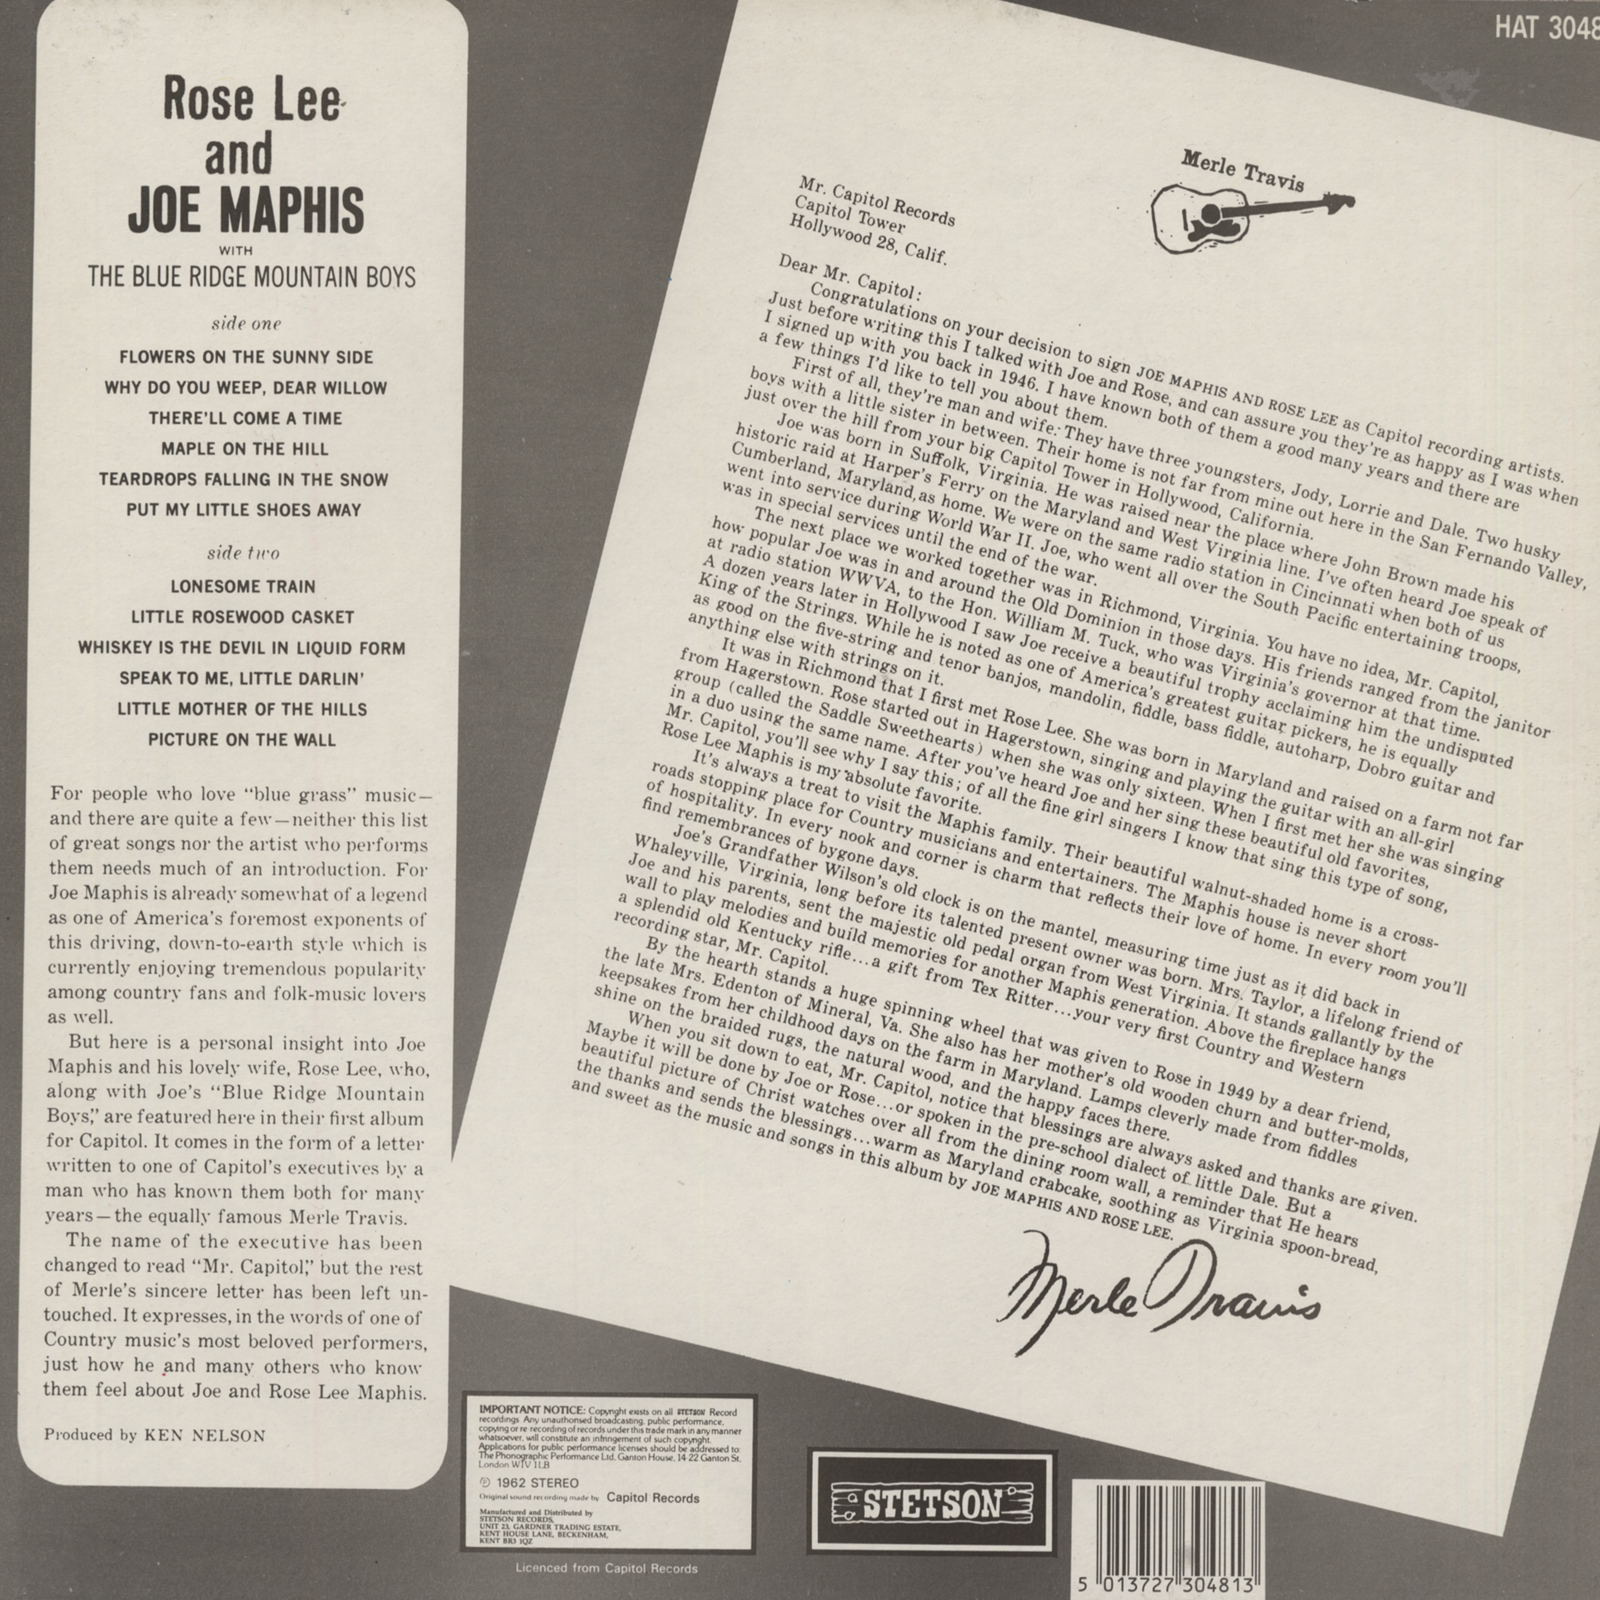 Rose Lee
and
JOE MAPHIS
WITH
THE BLUE RIDGE MOUNTAIN BOYS
side one
FLOWERS ON THE SUNNY SIDE
WHY DO YOU WEEP, DEAR WILLOW
THERE'LL COME A TIME
MAPLE ON THE HILL
TEARDROPS FALLING IN THE SNOW
PUT MY LITTLE SHOES AWAY
side two
LONESOME TRAIN
LITTLE ROSEWOOD CASKET
WHISKEY IS THE DEVIL IN LIQUID FORM
SPEAK TO ME, LITTLE DARLIN'
LITTLE MOTHER OF THE HILLS
PICTURE ON THE WALL
For people who love "blue grass" music—
and there are quite a few—neither this list
of great songs nor the artist who performs
them needs much of an introduction. For
Joe Maphis is already somewhat of a legend
as one of America's foremost exponents of
this driving, down-to-earth style which is
currently enjoying tremendous popularity
among country fans and folk-music lovers
as well.
But here is a personal insight into Joe
Maphis and his lovely wife, Rose Lee, who,
along with Joe's "Blue Ridge Mountain
Boys," are featured here in their first album
for Capitol. It comes in the form of a letter
written to one of Capitol's executives by a
man who has known them both for many
years—the equally famous Merle Travis.
The name of the executive has been
changed to read "Mr. Capitol," but the rest
of Merle's sincere letter has been left un-
touched. It expresses, in the words of one of
Country music's most beloved performers,
just how he and many others who know
them feel about Joe and Rose Lee Maphis.
Produced by KEN NELSON
HAT 3048
Merle Travis
Mr. Capitol Records
Capitol Tower
Hollywood 28, Calif.
Dear Mr. Capitol:
Congratulations on your decision to sign JOE MAPHIS AND ROSE LEE as Capitol recording artists.
Just before writing this I talked with Joe and Rose, and can assure you they're as happy as I was when
I signed up with you back in 1946. I have known both of them a good many years and there are
a few things I'd like to tell you about them.
First of all, they're man and wife. They have three youngsters, Jody, Lorrie and Dale. Two husky
boys with a little sister in between. Their home is not far from mine out here in the San Fernando Valley,
just over the hill from your big Capitol Tower in Hollywood, California.
Joe was born in Suffolk, Virginia. He was raised near the place where John Brown made his
historic raid at Harper's Ferry on the Maryland and West Virginia line. I've often heard Joe speak of
Cumberland, Maryland, as home. We were on the same radio station in Cincinnati when both of us
went into service during World War II. Joe, who went all over the South Pacific entertaining troops,
was in special services until the end of the war.
The next place we worked together was in Richmond, Virginia. You have no idea, Mr. Capitol,
how popular Joe was in and around the Old Dominion in those days. His friends ranged from the janitor
at radio station WWVA, to the Hon. William M. Tuck, who was Virginia's governor at that time.
A dozen years later in Hollywood I saw Joe receive a beautiful trophy acclaiming him the undisputed
King of the Strings. While he is noted as one of America's greatest guitar pickers, he is equally
as good on the five-string and tenor banjos, mandolin, fiddle, bass fiddle, autoharp, Dobro guitar and
anything else with strings on it.
It was in Richmond that I first met Rose Lee. She was born in Maryland and raised on a farm not far
from Hagerstown. Rose started out in Hagerstown, singing and playing the guitar with an all-girl
group (called the Saddle Sweethearts) when she was only sixteen. When I first met her she was singing
in a duo using the same name. After you've heard Joe and her sing these beautiful old favorites,
Mr. Capitol, you'll see why I say this; of all the fine girl singers I know that sing this type of song,
Rose Lee Maphis is my absolute favorite.
It's always a treat to visit the Maphis family. Their beautiful walnut-shaded home is a cross-
roads stopping place for Country musicians and entertainers. The Maphis house is never short
of hospitality. In every nook and corner is charm that reflects their love of home. In every room you'll
find remembrances of bygone days.
Joe's Grandfather Wilson's old clock is on the mantel, measuring time just as it did back in
Whaleyville, Virginia, long before its talented present owner was born. Mrs. Taylor, a lifelong friend of
Joe and his parents, sent the majestic old pedal organ from West Virginia. It stands gallantly by the
wall to play melodies and build memories for another Maphis generation. Above the fireplace hangs
a splendid old Kentucky rifle...a gift from Tex Ritter...your very first Country and Western
recording star, Mr. Capitol.
By the hearth stands a huge spinning wheel that was given to Rose in 1949 by a dear friend,
the late Mrs. Edenton of Mineral, Va. She also has her mother's old wooden churn and butter-molds,
keepsakes from her childhood days on the farm in Maryland. Lamps cleverly made from fiddles
shine on the braided rugs, the natural wood, and the happy faces there.
When you sit down to eat, Mr. Capitol, notice that blessings are always asked and thanks are given.
Maybe it will be done by Joe or Rose...or spoken in the pre-school dialect of little Dale. But a
beautiful picture of Christ watches over all from the dining room wall, a reminder that He hears
the thanks and sends the blessings...warm as Maryland crabcake, soothing as Virginia spoon-bread,
and sweet as the music and songs in this album by JOE MAPHIS AND ROSE LEE.
Merle Travis
IMPORTANT NOTICE: Copyright exists on all STETSON Record
recordings. Any unauthorised broadcasting, public performance,
copying or re-recording of records under this trade mark in any manner
whatsoever, will constitute an infringement of such copyright.
Applications for public performance licenses should be addressed to:
The Phonographic Performance Ltd, Ganton House, 14-22 Ganton St,
London W1V 1LB
℗ 1962 STEREO
Original sound recording made by Capitol Records
Manufactured and Distributed by
STETSON RECORDS,
UNIT 23, GARDNER TRADING ESTATE,
KENT HOUSE LANE, BECKENHAM,
KENT BR3 1QZ
Licenced from Capitol Records
STETSON
5 013727 304813